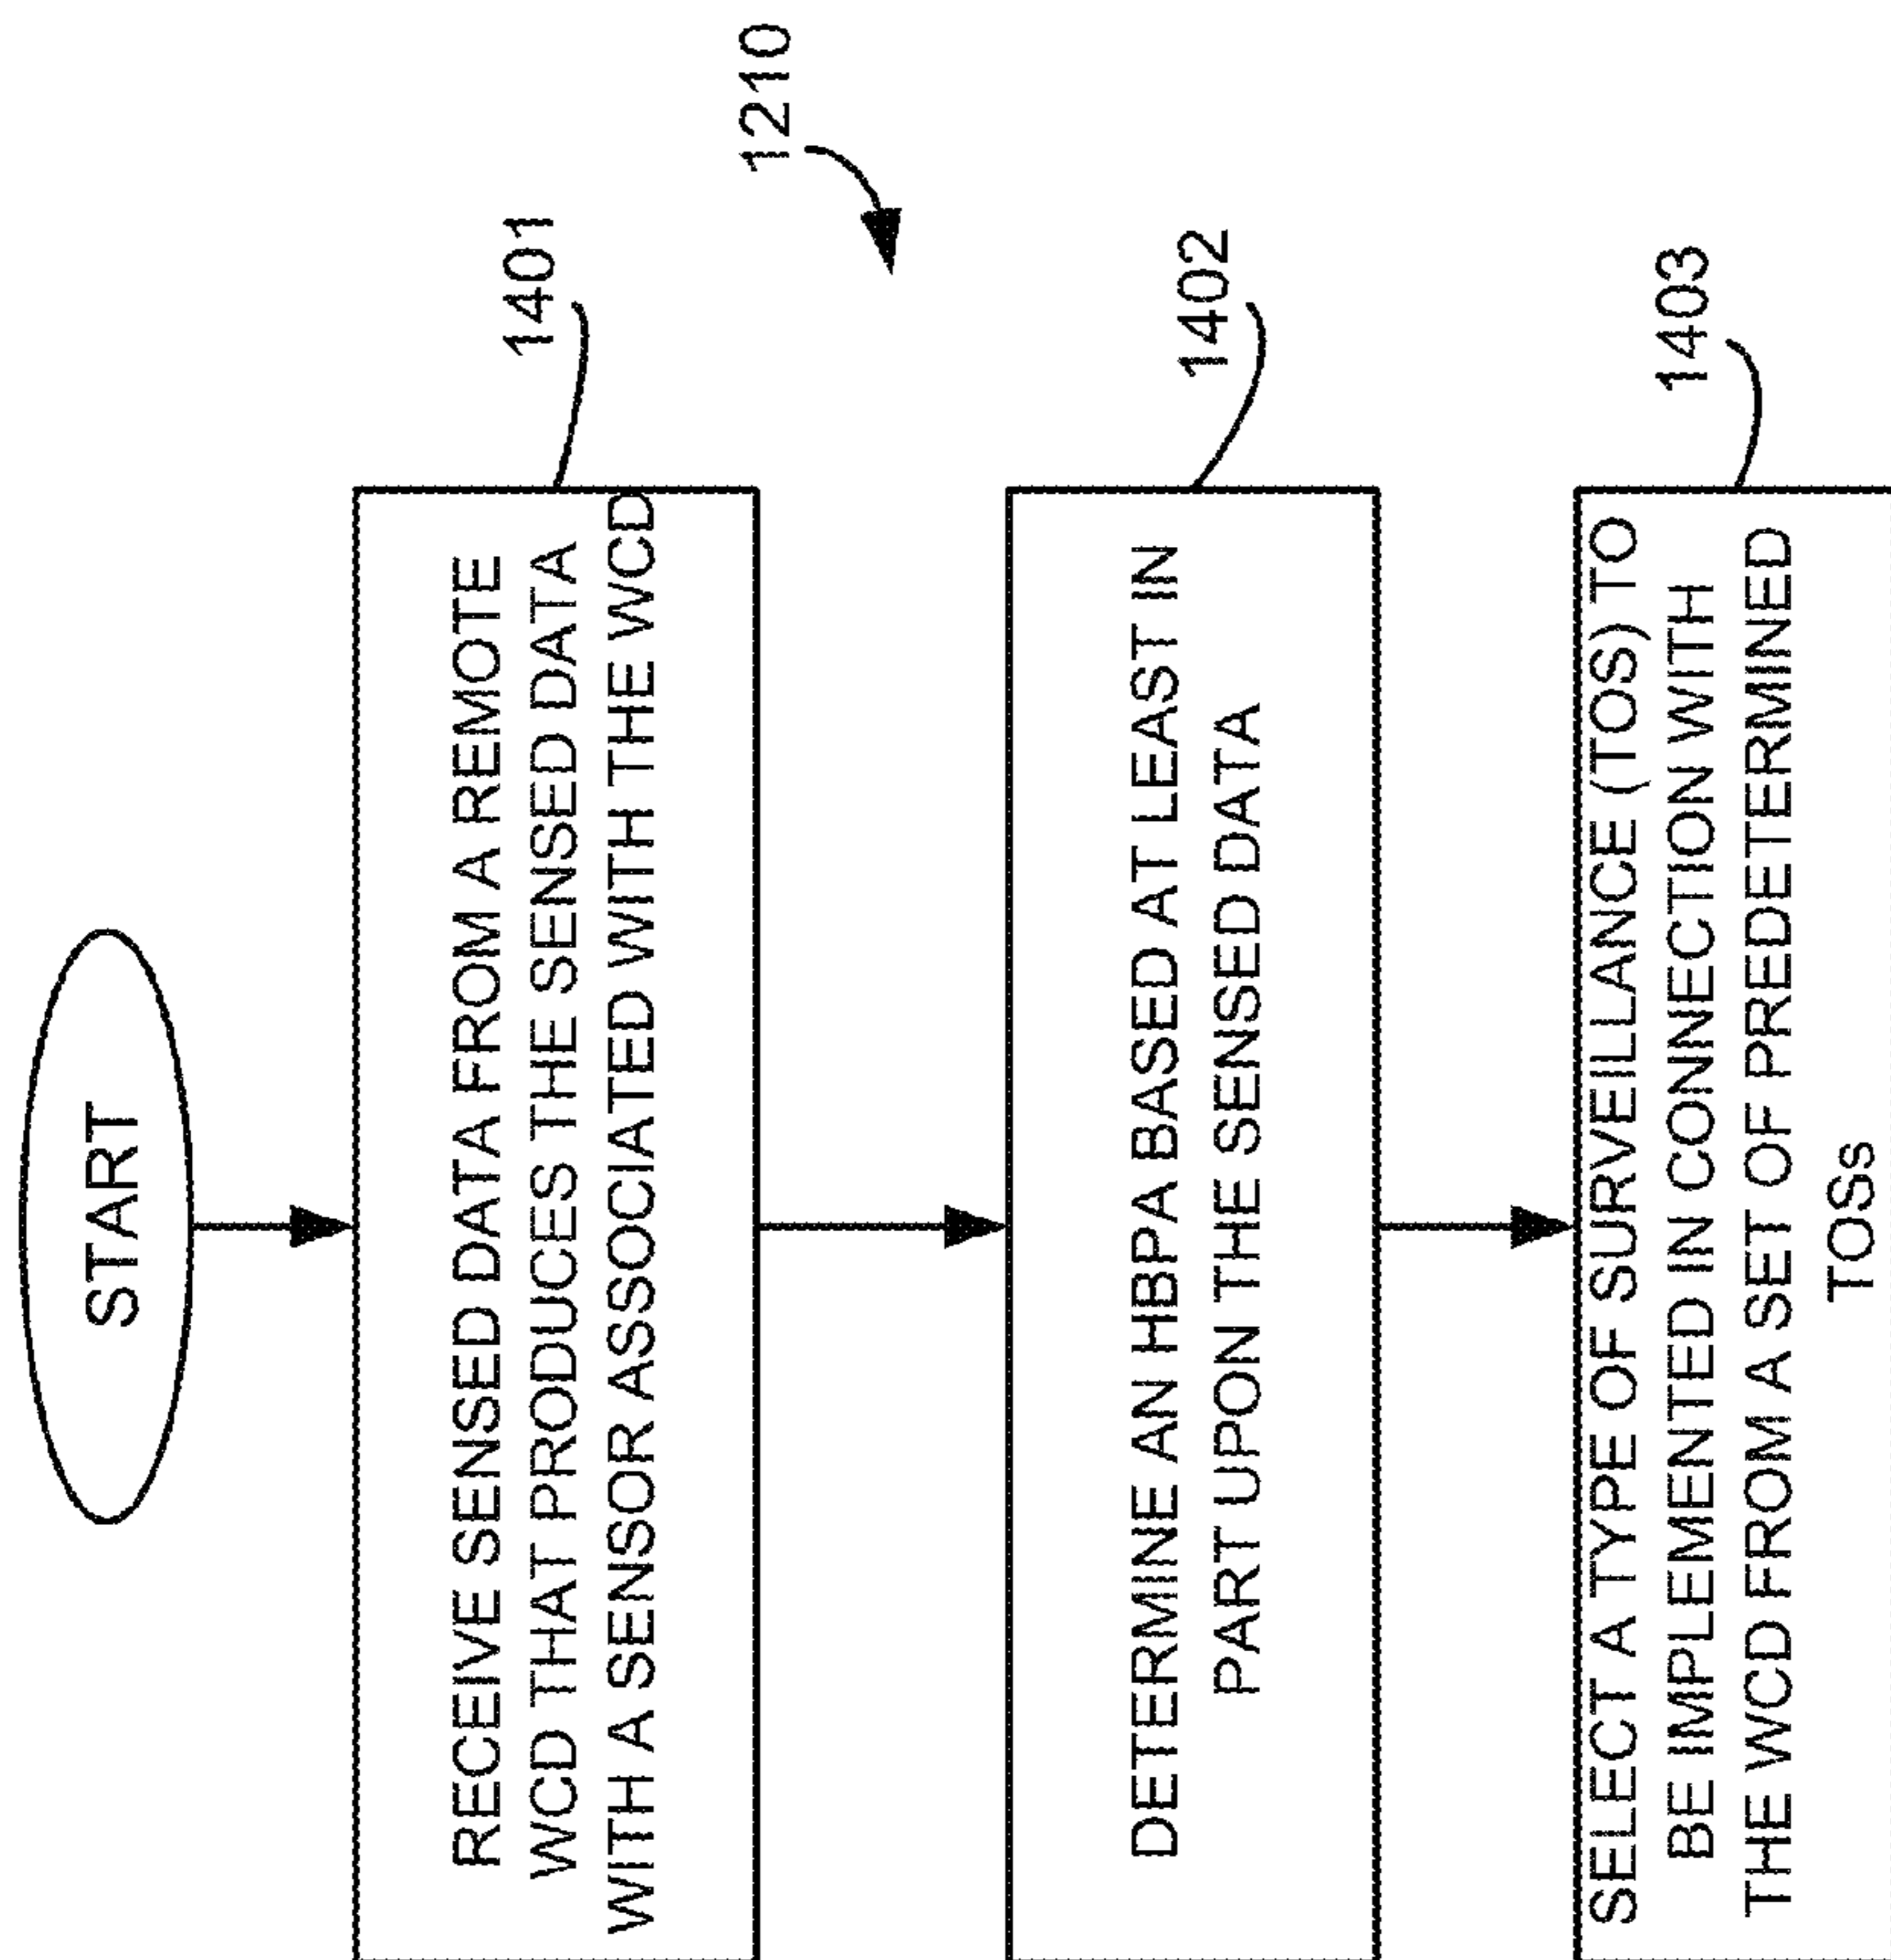 START
1210
1401
RECEIVE SENSED DATA FROM A REMOTE
WCD THAT PRODUCES THE SENSED DATA
WITH A SENSOR ASSOCIATED WITH THE WCD
1402
DETERMINE AN HBPA BASED AT LEAST IN
PART UPON THE SENSED DATA
1403
SELECT A TYPE OF SURVEILLANCE (TOS) TO
BE IMPLEMENTED IN CONNECTION WITH
THE WCD FROM A SET OF PREDETERMINED
TOSs